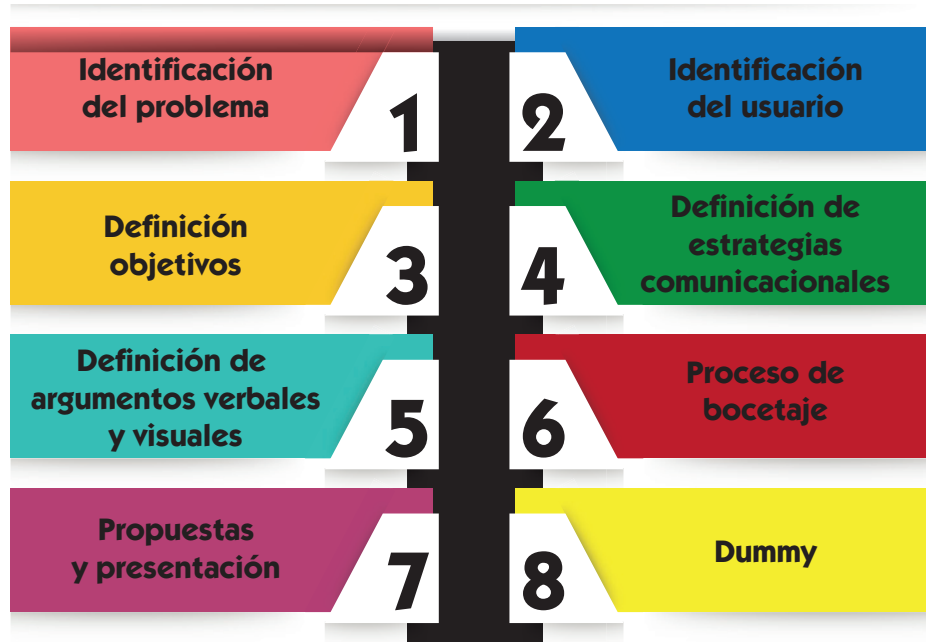 Identificación
del problema
1
2
Identificación
del usuario
Definición
objetivos
3
4
Definición de
estrategias
comunicacionales
Definición de
argumentos verbales
y visuales
5
6
Proceso de
bocetaje
Propuestas
y presentación
7
8
Dummy